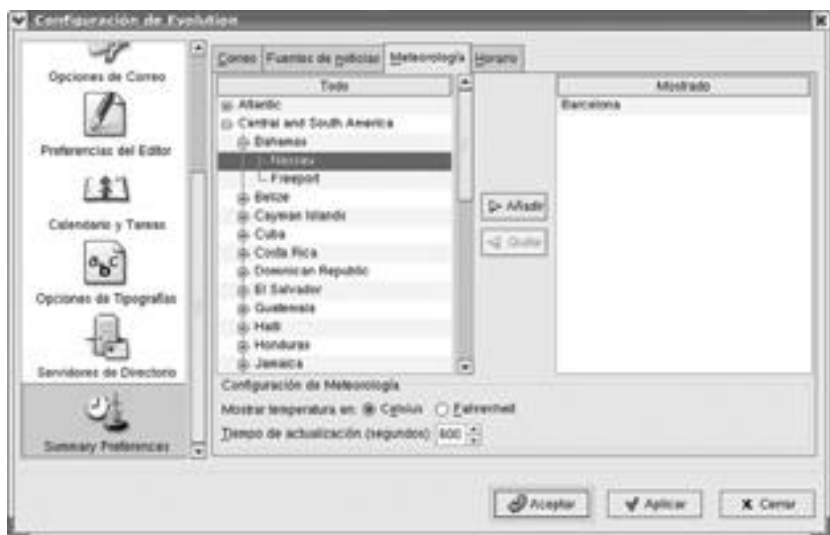 Configuración de Evolution
Opciones de Correo
Preferencias del Editor
Calendario y Tareas
Opciones de Tipografías
Servidores de Directorio
Summary Preferences
Correo
Fuentes de noticias
Meteorología
Horario
Todo
Atlantic
Central and South America
Bahamas
Nassau
Freeport
Belize
Cayman Islands
Cuba
Costa Rica
Dominican Republic
El Salvador
Guatemala
Haiti
Honduras
Jamaica
Añadir
Quitar
Mostrado
Barcelona
Configuración de Meteorología
Mostrar temperatura en: Celsius Fahrenheit
Tiempo de actualización (segundos) 600
Aceptar
Aplicar
Cerrar